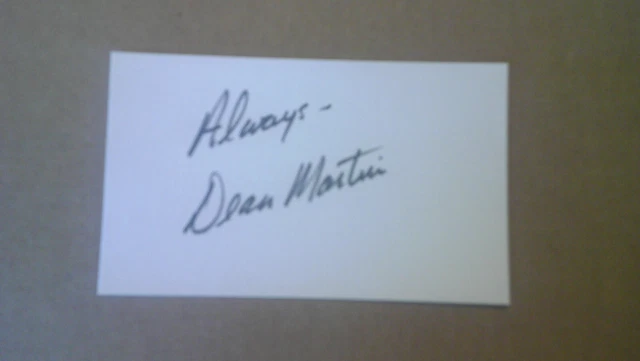 Always -
Dean Martin